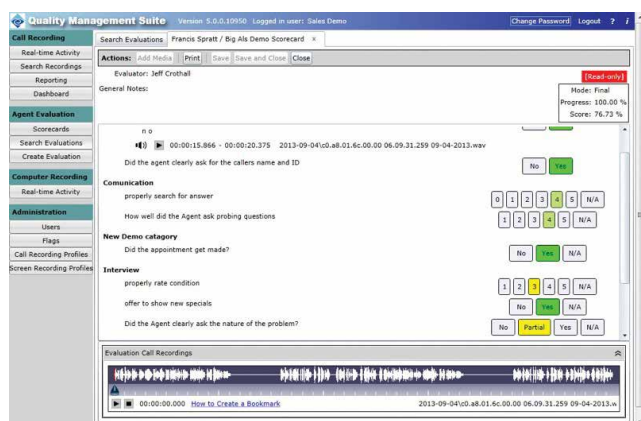 Quality Management Suite Version 5.0.0.10950 Logged in user: Sales Demo Change Password Logout ? i
Call Recording
Real-time Activity
Search Recordings
Reporting
Dashboard
Agent Evaluation
Scorecards
Search Evaluations
Create Evaluation
Computer Recording
Real-time Activity
Administration
Users
Flags
Call Recording Profiles
Screen Recording Profiles
Search Evaluations Francis Spratt / Big Als Demo Scorecard ×
Actions: Add Media Print Save Save and Close Close
Evaluator: Jeff Crothall [Read-only]
General Notes:
Mode: Final
Progress: 100.00 %
Score: 76.73 %
n o
00:00:15.866 - 00:00:20.375 2013-09-04\c0.a8.01.6c.00.00 06.09.31.259 09-04-2013.wav
Did the agent clearly ask for the callers name and ID No Yes
Comunication
properly search for answer 0 1 2 3 4 5 N/A
How well did the Agent ask probing questions 1 2 3 4 5 N/A
New Demo catagory
Did the appointment get made? No Yes N/A
Interview
properly rate condition 1 2 3 4 5 N/A
offer to show new specials No Yes N/A
Did the Agent clearly ask the nature of the problem? No Partial Yes N/A
Evaluation Call Recordings
00:00:00.000 How to Create a Bookmark 2013-09-04\c0.a8.01.6c.00.00 06.09.31.259 09-04-2013.w